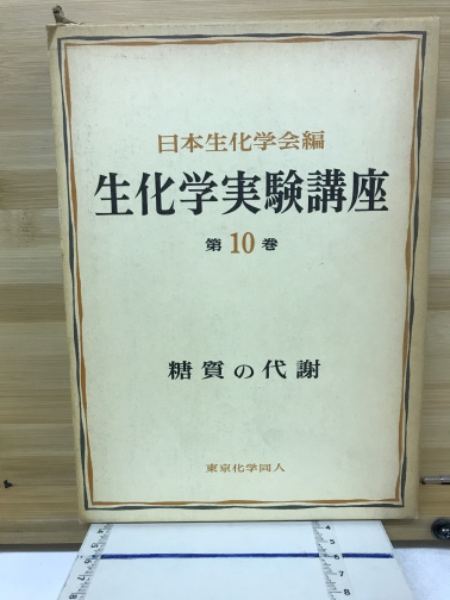 日本生化学会編
生化学実験講座
第10巻
糖質の代謝
東京化学同人